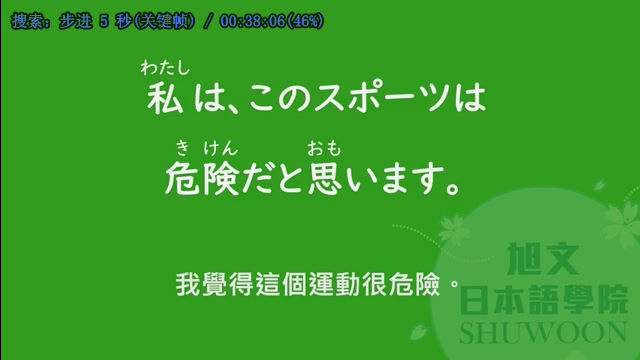 搜索: 步进 5 秒(关键帧) / 00:38:06(46%)
わたし
私は、このスポーツは
き けん おも
危険だと思います。
我覺得這個運動很危險。
旭文
日本語學院
SHUWOON